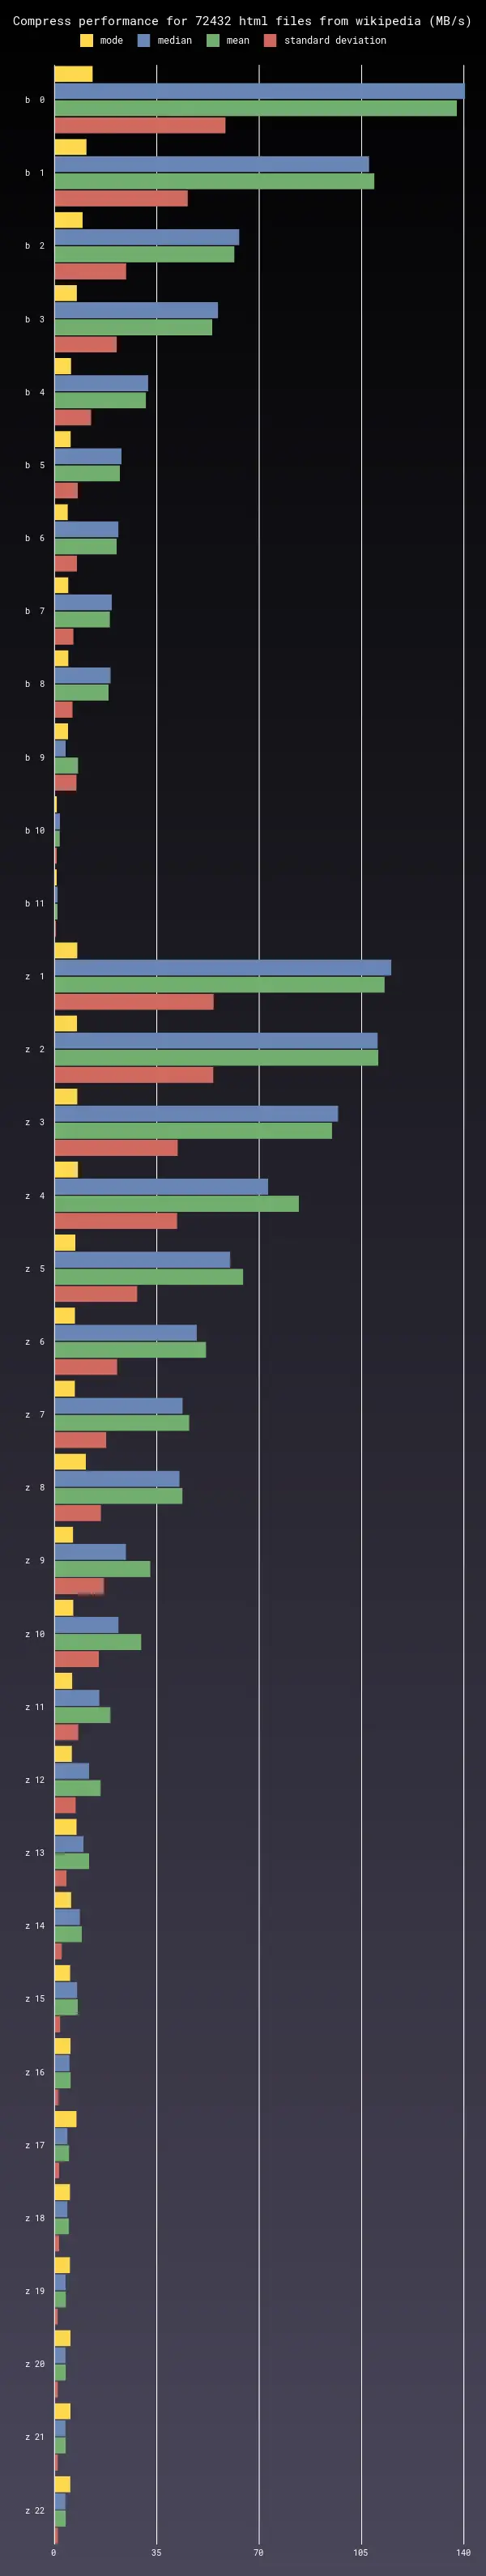 Compress performance for 72432 html files from wikipedia (MB/s)
mode median mean standard deviation
b 0
b 1
b 2
b 3
b 4
b 5
b 6
b 7
b 8
b 9
b 10
b 11
z 1
z 2
z 3
z 4
z 5
z 6
z 7
z 8
z 9
z 10
z 11
z 12
z 13
z 14
z 15
z 16
z 17
z 18
z 19
z 20
z 21
z 22
0 35 70 105 140